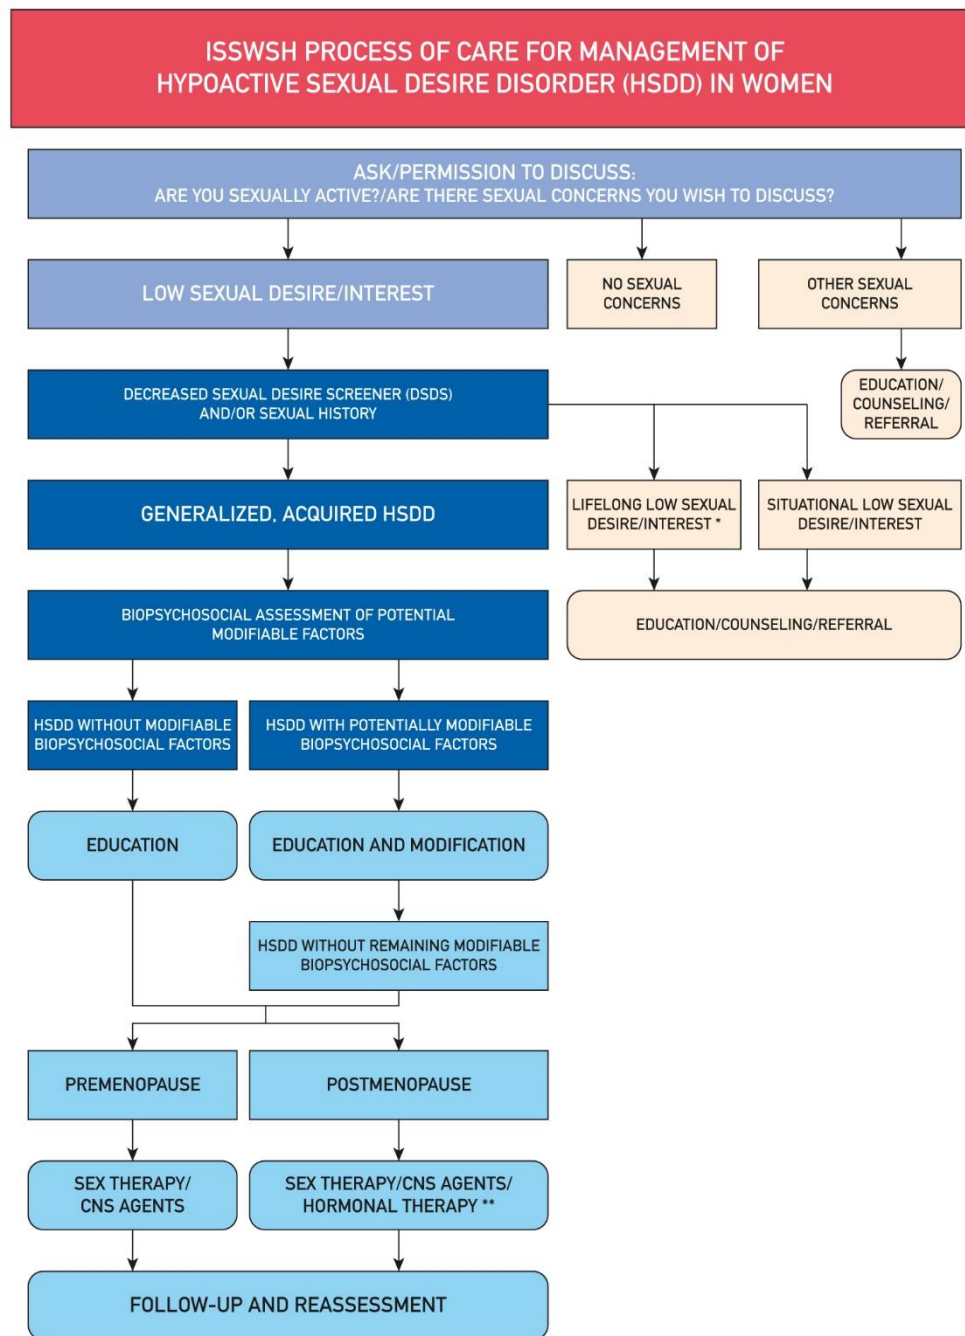 ISSWSH PROCESS OF CARE FOR MANAGEMENT OF
HYPOACTIVE SEXUAL DESIRE DISORDER (HSDD) IN WOMEN
ASK/PERMISSION TO DISCUSS:
ARE YOU SEXUALLY ACTIVE?/ARE THERE SEXUAL CONCERNS YOU WISH TO DISCUSS?
LOW SEXUAL DESIRE/INTEREST
NO SEXUAL
CONCERNS
OTHER SEXUAL
CONCERNS
EDUCATION/
COUNSELING/
REFERRAL
DECREASED SEXUAL DESIRE SCREENER (DSDS)
AND/OR SEXUAL HISTORY
GENERALIZED, ACQUIRED HSDD
LIFELONG LOW SEXUAL
DESIRE/INTEREST *
SITUATIONAL LOW SEXUAL
DESIRE/INTEREST
BIOPSYCHOSOCIAL ASSESSMENT OF POTENTIAL
MODIFIABLE FACTORS
EDUCATION/COUNSELING/REFERRAL
HSDD WITHOUT MODIFIABLE
BIOPSYCHOSOCIAL FACTORS
HSDD WITH POTENTIALLY MODIFIABLE
BIOPSYCHOSOCIAL FACTORS
EDUCATION
EDUCATION AND MODIFICATION
HSDD WITHOUT REMAINING MODIFIABLE
BIOPSYCHOSOCIAL FACTORS
PREMENOPAUSE
POSTMENOPAUSE
SEX THERAPY/
CNS AGENTS
SEX THERAPY/CNS AGENTS/
HORMONAL THERAPY **
FOLLOW-UP AND REASSESSMENT